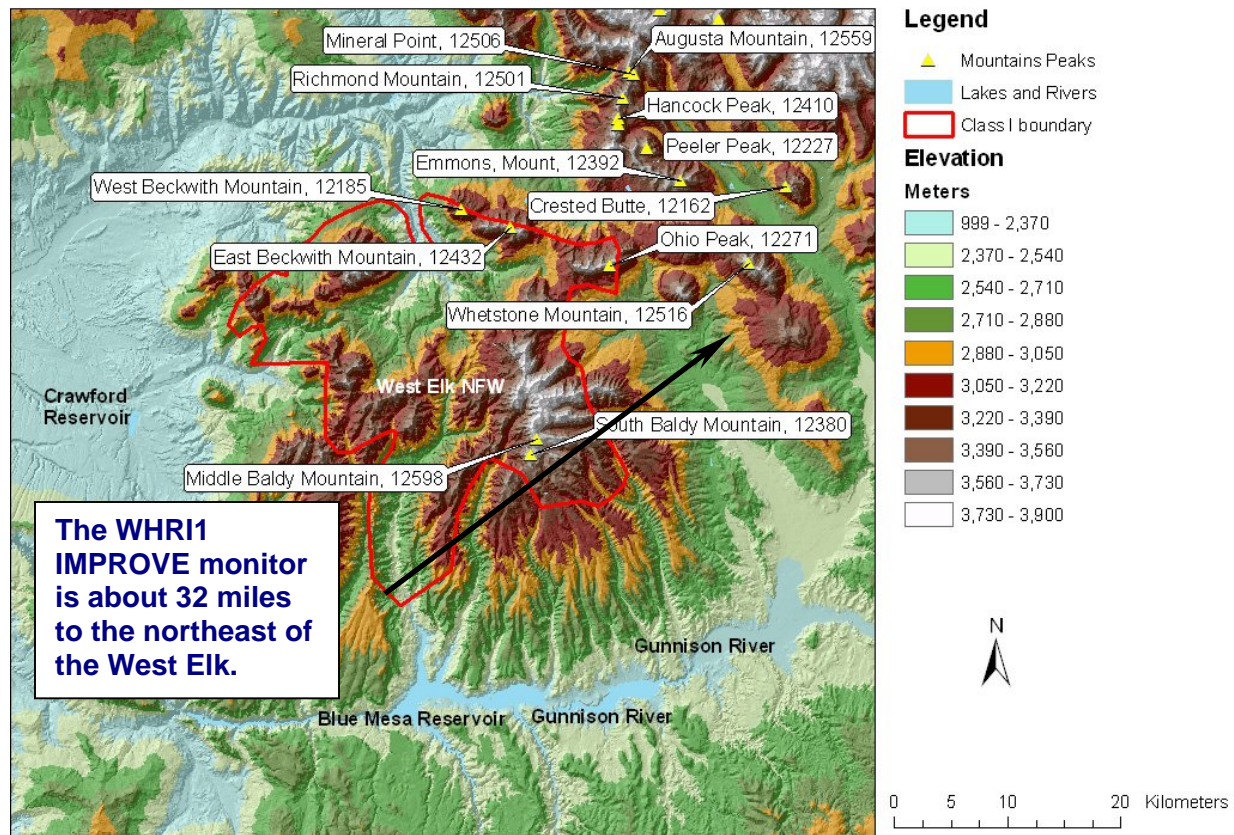 Mineral Point, 12506
Augusta Mountain, 12559
Richmond Mountain, 12501
Hancock Peak, 12410
Peeler Peak, 12227
Emmons, Mount, 12392
West Beckwith Mountain, 12185
Crested Butte, 12162
East Beckwith Mountain, 12432
Ohio Peak, 12271
Whetstone Mountain, 12516
West Elk NFW
Crawford
Reservoir
South Baldy Mountain, 12380
Middle Baldy Mountain, 12598
The WHRI1
IMPROVE monitor
is about 32 miles
to the northeast of
the West Elk.
Gunnison River
Blue Mesa Reservoir
Gunnison River
Legend
Mountains Peaks
Lakes and Rivers
Class I boundary
Elevation
Meters
999 - 2,370
2,370 - 2,540
2,540 - 2,710
2,710 - 2,880
2,880 - 3,050
3,050 - 3,220
3,220 - 3,390
3,390 - 3,560
3,560 - 3,730
3,730 - 3,900
N
0 5 10 20 Kilometers